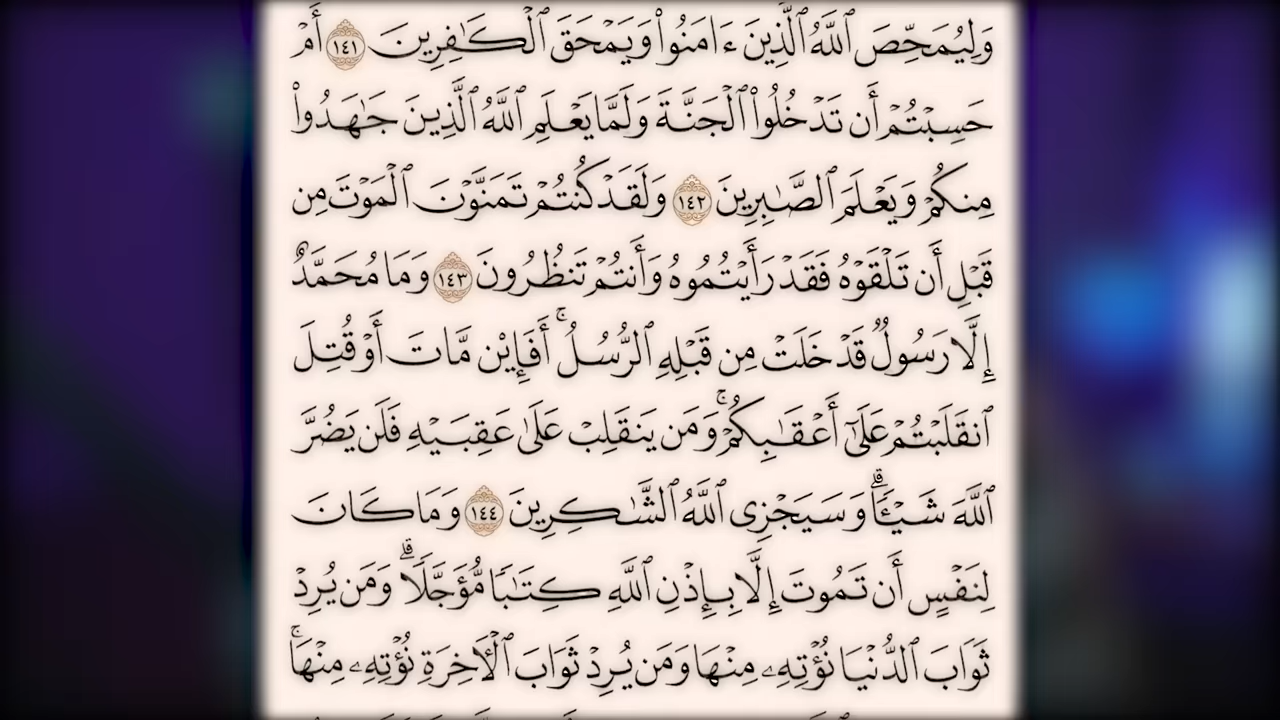 وَلِيُمَحِّصَ ٱللَّهُ ٱلَّذِينَ ءَامَنُوا۟ وَيَمْحَقَ ٱلْكَـٰفِرِينَ ١٤١ أَمْ
حَسِبْتُمْ أَن تَدْخُلُوا۟ ٱلْجَنَّةَ وَلَمَّا يَعْلَمِ ٱللَّهُ ٱلَّذِينَ جَـٰهَدُوا۟
مِنكُمْ وَيَعْلَمَ ٱلصَّـٰبِرِينَ ١٤٢ وَلَقَدْ كُنتُمْ تَمَنَّوْنَ ٱلْمَوْتَ مِن
قَبْلِ أَن تَلْقَوْهُ فَقَدْ رَأَيْتُمُوهُ وَأَنتُمْ تَنظُرُونَ ١٤٣ وَمَا مُحَمَّدٌ
إِلَّا رَسُولٌ قَدْ خَلَتْ مِن قَبْلِهِ ٱلرُّسُلُ ۚ أَفَإِي۟ن مَّاتَ أَوْ قُتِلَ
ٱنقَلَبْتُمْ عَلَىٰٓ أَعْقَـٰبِكُمْ ۚ وَمَن يَنقَلِبْ عَلَىٰ عَقِبَيْهِ فَلَن يَضُرَّ
ٱللَّهَ شَيْـًٔا ۗ وَسَيَجْزِى ٱللَّهُ ٱلشَّـٰكِرِينَ ١٤٤ وَمَا كَانَ
لِنَفْسٍ أَن تَمُوتَ إِلَّا بِإِذْنِ ٱللَّهِ كِتَـٰبًا مُّؤَجَّلًا ۗ وَمَن يُرِدْ
ثَوَابَ ٱلدُّنْيَا نُؤْتِهِۦ مِنْهَا وَمَن يُرِدْ ثَوَابَ ٱلْـَٔاخِرَةِ نُؤْتِهِۦ مِنْهَا ۚ